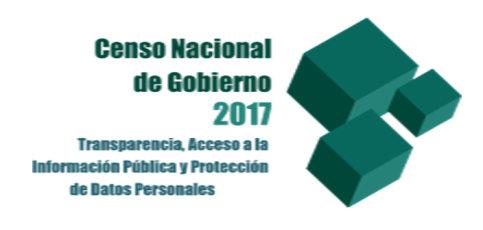 Censo Nacional
de Gobierno
2017
Transparencia, Acceso a la
Información Pública y Protección
de Datos Personales